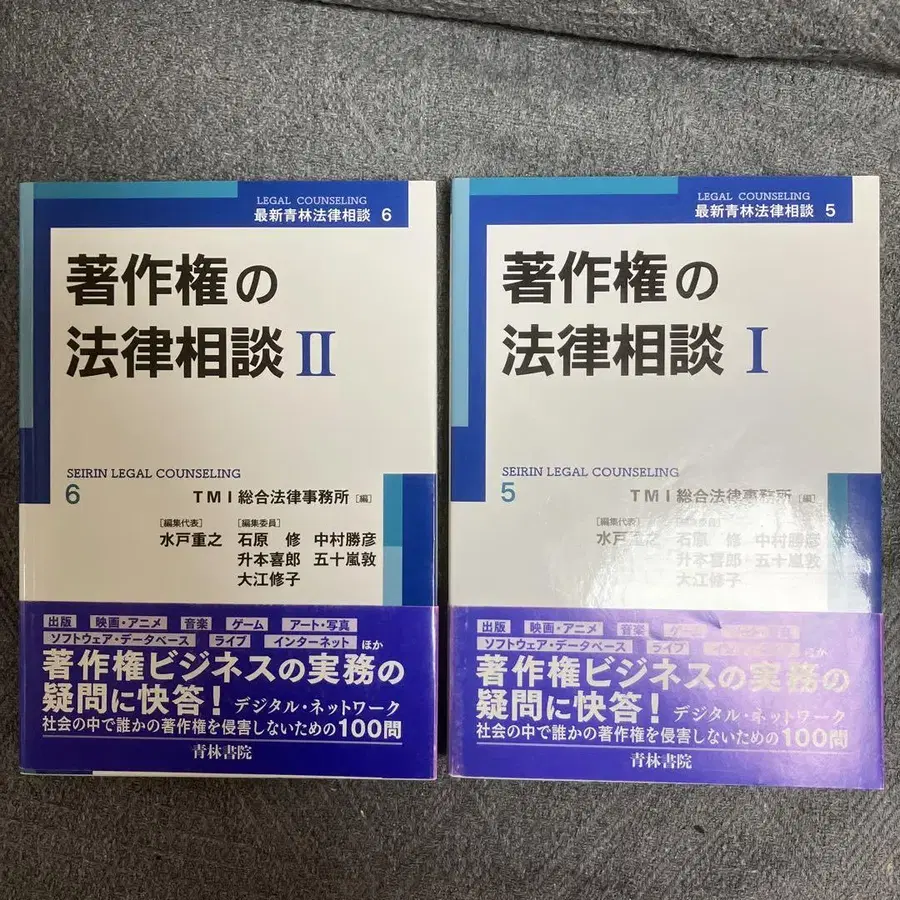 LEGAL COUNSELING
最新青林法律相談 6
著作権の
法律相談 Ⅱ
SEIRIN LEGAL COUNSELING
6
TMI総合法律事務所［編］
［編集代表］ ［編集委員］
水戸重之 石原 修 中村勝彦
升本喜郎 五十嵐敦
大江修子
出版 映画・アニメ 音楽 ゲーム アート・写真
ソフトウェア・データベース ライブ インターネット ほか
著作権ビジネスの実務の
疑問に快答！ デジタル・ネットワーク
社会の中で誰かの著作権を侵害しないための100問
青林書院
LEGAL COUNSELING
最新青林法律相談 5
著作権の
法律相談 Ⅰ
SEIRIN LEGAL COUNSELING
5
TMI総合法律事務所［編］
［編集代表］ ［編集委員］
水戸重之 石原 修 中村勝彦
升本喜郎 五十嵐敦
大江修子
出版 映画・アニメ 音楽 ゲーム
ソフトウェア・データベース ライブ ほか
著作権ビジネスの実務の
疑問に快答！ デジタル・ネットワーク
社会の中で誰かの著作権を侵害しないための100問
青林書院